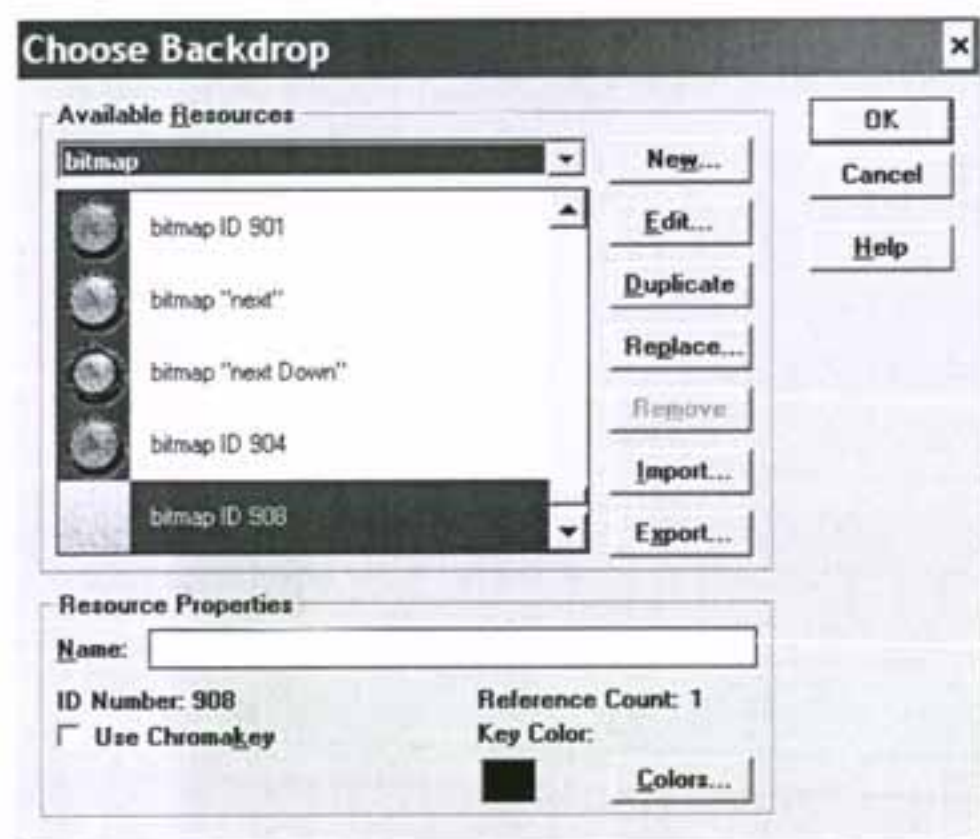 Choose Backdrop
Available Resources
bitmap
bitmap ID 901
bitmap "next"
bitmap "next Down"
bitmap ID 904
bitmap ID 908
New...
Edit...
Duplicate
Replace...
Remove
Import...
Export...
OK
Cancel
Help
Resource Properties
Name:
ID Number: 908
Reference Count: 1
Use Chromakey
Key Color:
Colors...